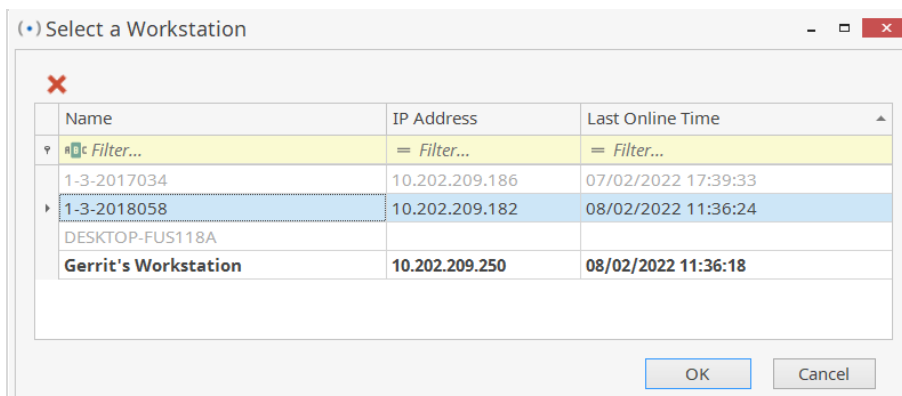 Select a Workstation
Name IP Address Last Online Time
ABC Filter... = Filter... = Filter...
1-3-2017034 10.202.209.186 07/02/2022 17:39:33
1-3-2018058 10.202.209.182 08/02/2022 11:36:24
DESKTOP-FUS118A
Gerrit's Workstation 10.202.209.250 08/02/2022 11:36:18
OK Cancel